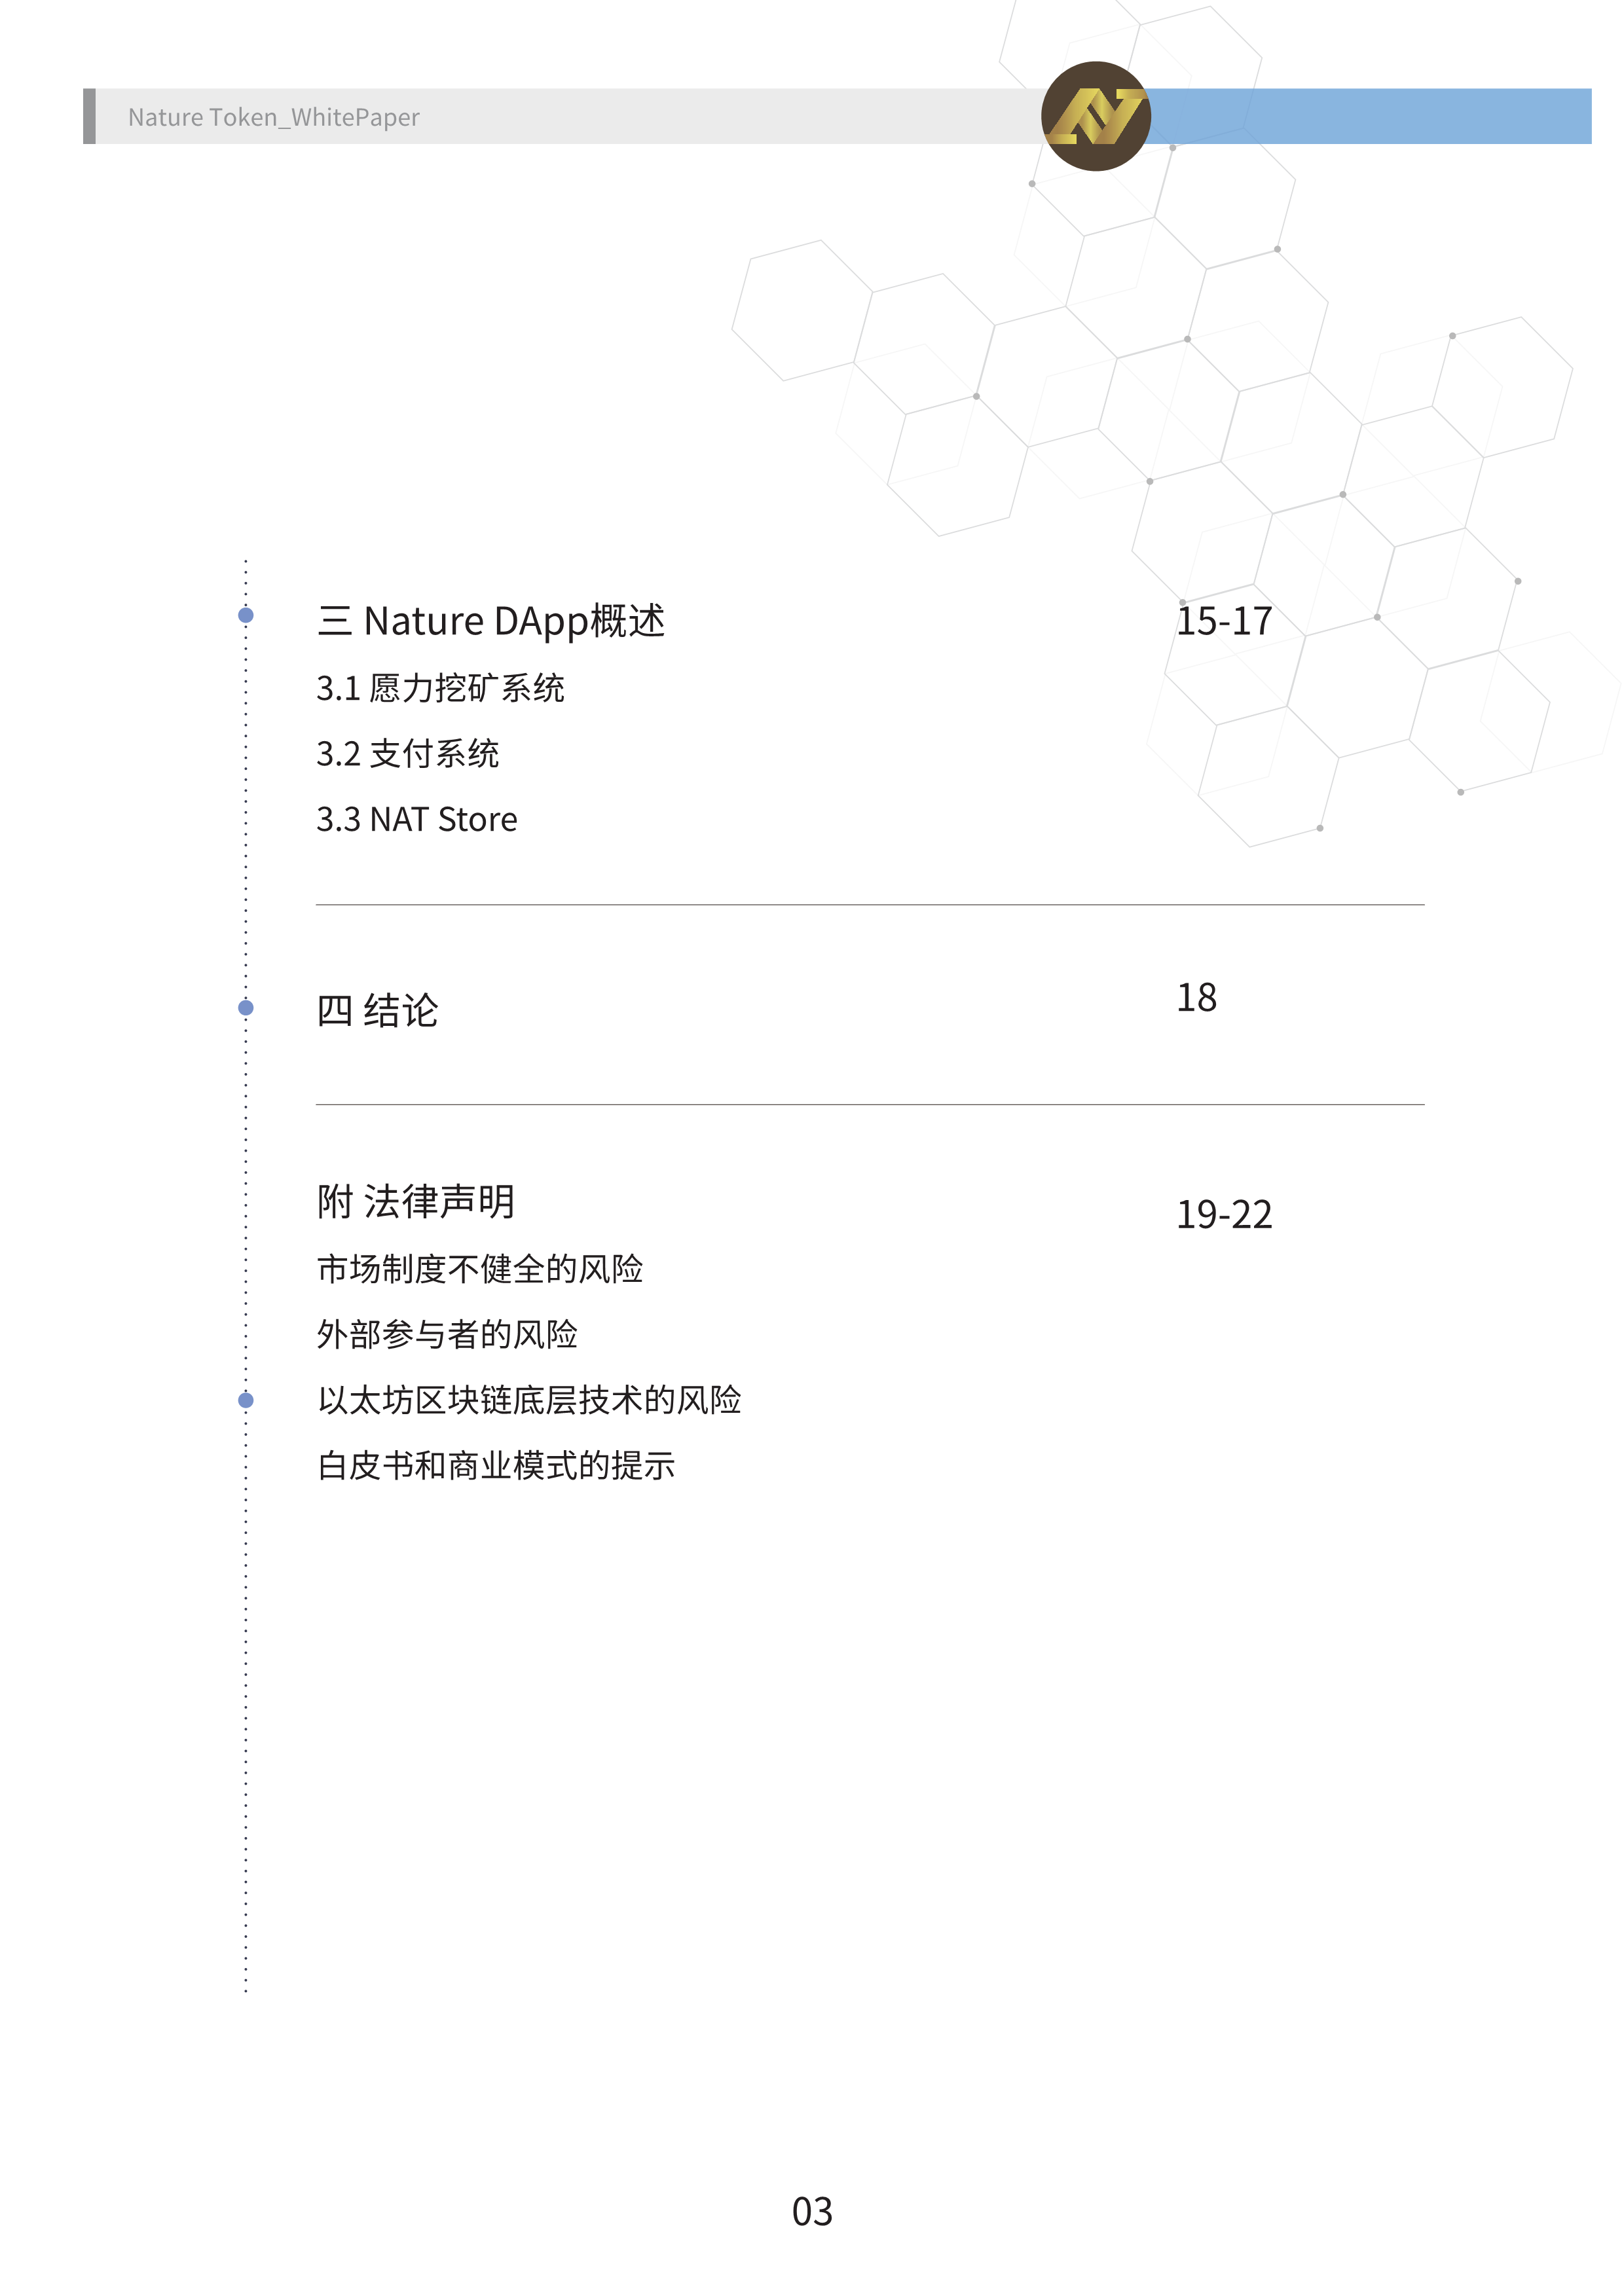 Nature Token_WhitePaper
三 Nature DApp概述 15-17
3.1 愿力挖矿系统
3.2 支付系统
3.3 NAT Store
四 结论 18
附 法律声明 19-22
市场制度不健全的风险
外部参与者的风险
以太坊区块链底层技术的风险
白皮书和商业模式的提示
03